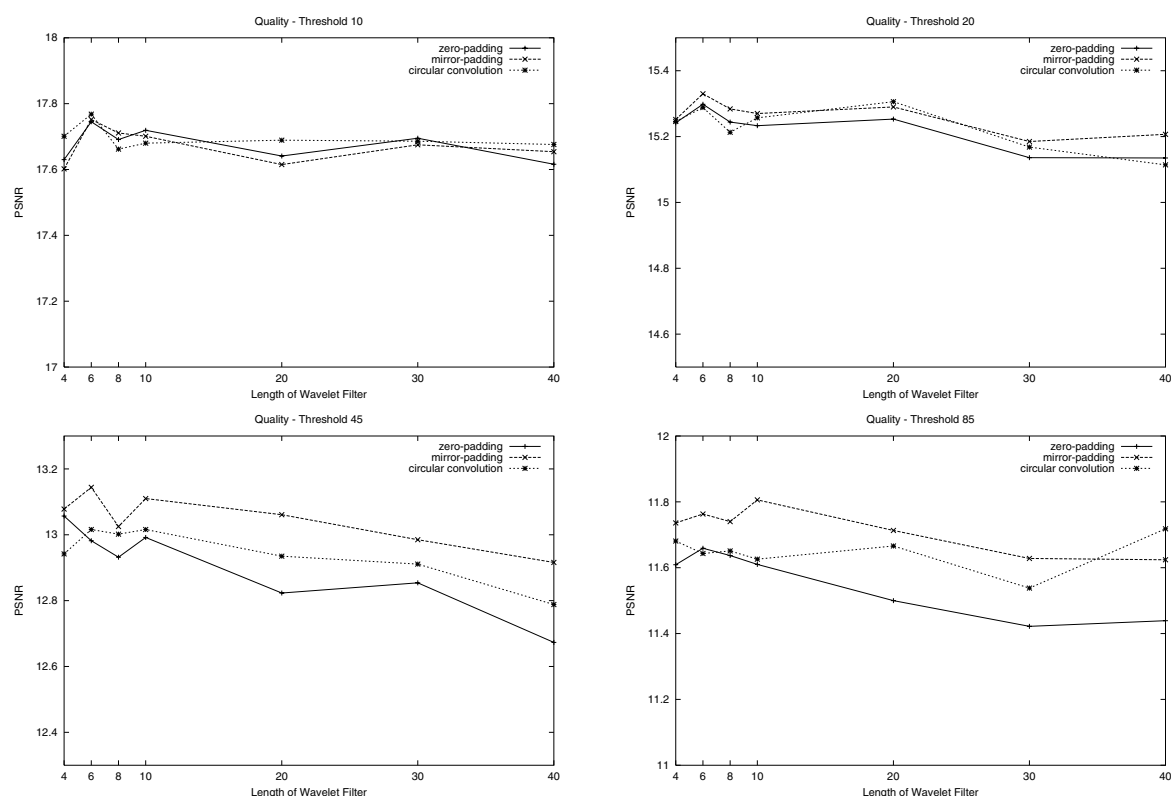 Quality - Threshold 10
18
17.8
17.6
17.4
17.2
17
PSNR
zero-padding
mirror-padding
circular convolution
4 6 8 10 20 30 40
Length of Wavelet Filter
Quality - Threshold 20
15.4
15.2
15
14.8
14.6
PSNR
zero-padding
mirror-padding
circular convolution
4 6 8 10 20 30 40
Length of Wavelet Filter
Quality - Threshold 45
13.2
13
12.8
12.6
12.4
PSNR
zero-padding
mirror-padding
circular convolution
4 6 8 10 20 30 40
Length of Wavelet Filter
Quality - Threshold 85
12
11.8
11.6
11.4
11.2
11
PSNR
zero-padding
mirror-padding
circular convolution
4 6 8 10 20 30 40
Length of Wavelet Filter